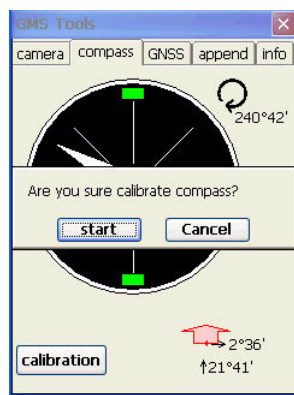 GMS Tools
camera compass GNSS append info
240°42'
Are you sure calibrate compass?
start Cancel
2°36'
calibration
21°41'